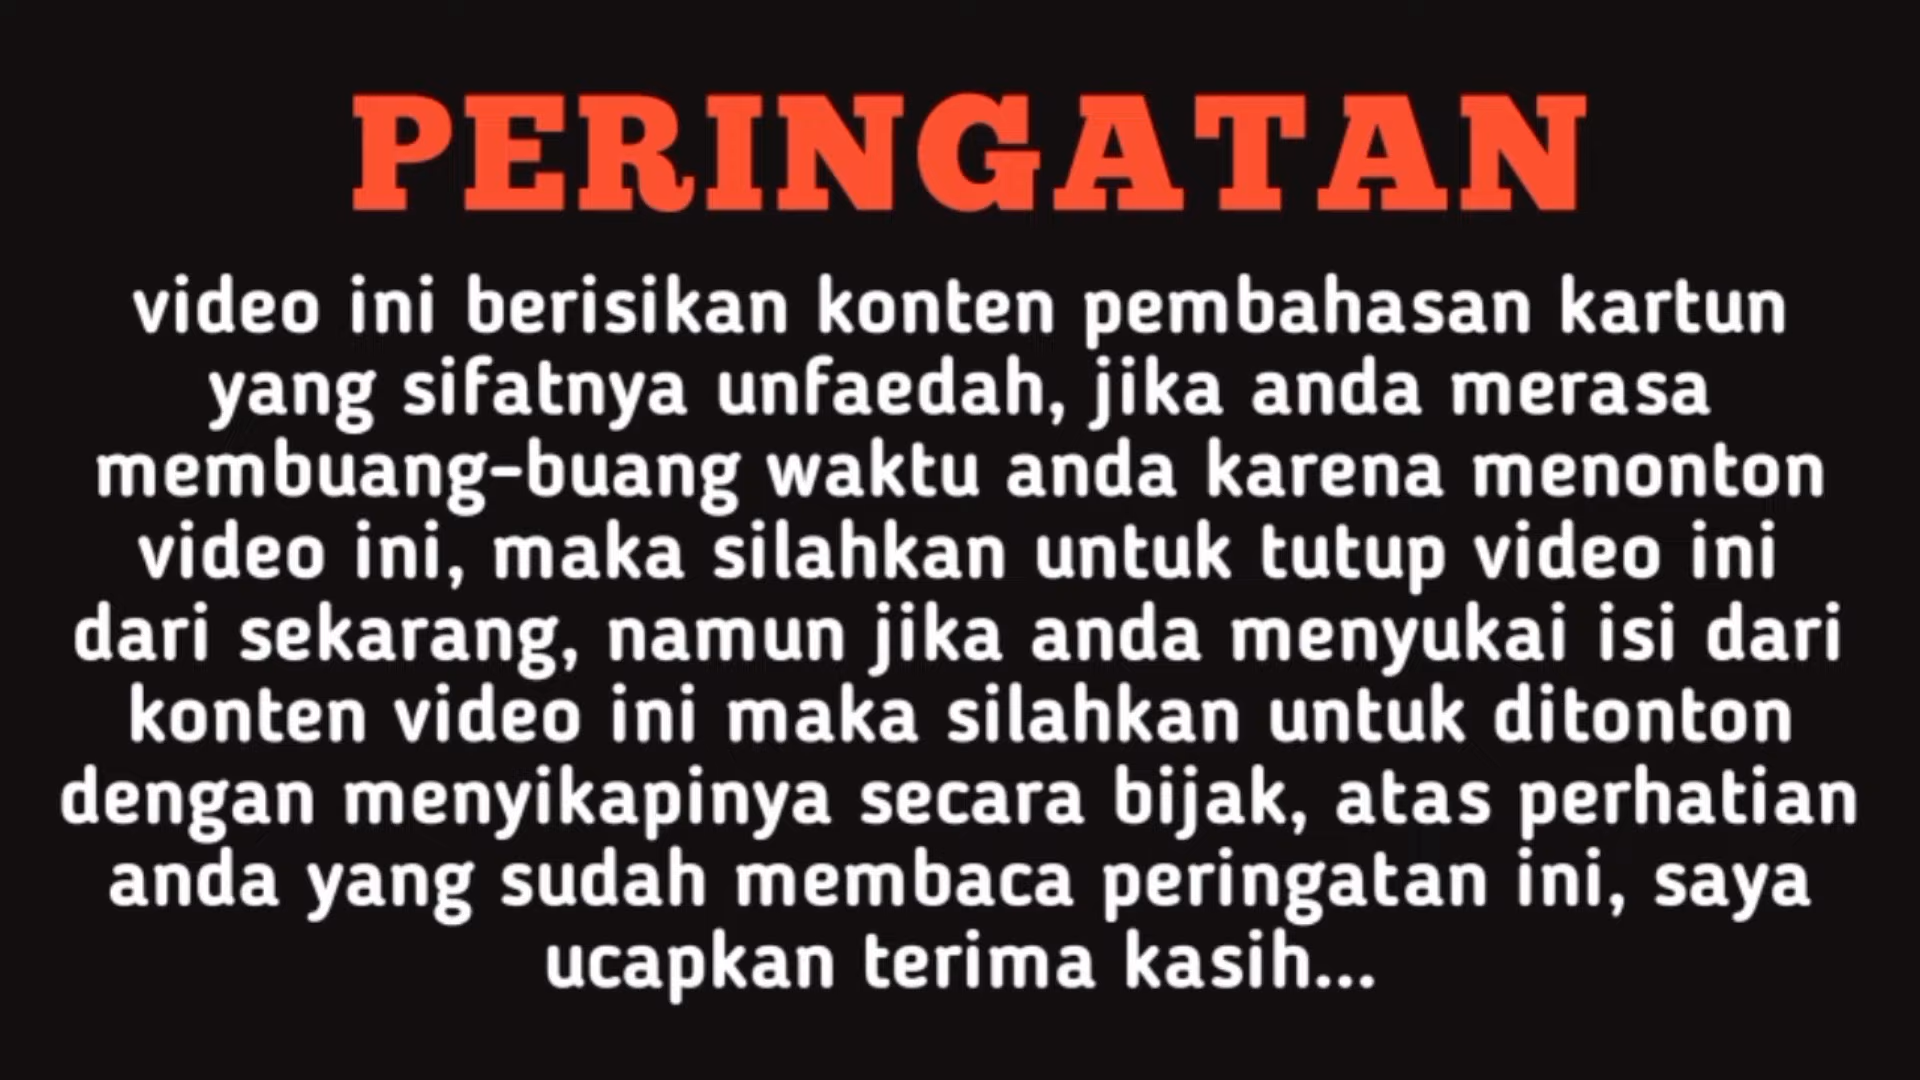 PERINGATAN
video ini berisikan konten pembahasan kartun
yang sifatnya unfaedah, jika anda merasa
membuang-buang waktu anda karena menonton
video ini, maka silahkan untuk tutup video ini
dari sekarang, namun jika anda menyukai isi dari
konten video ini maka silahkan untuk ditonton
dengan menyikapinya secara bijak, atas perhatian
anda yang sudah membaca peringatan ini, saya
ucapkan terima kasih...